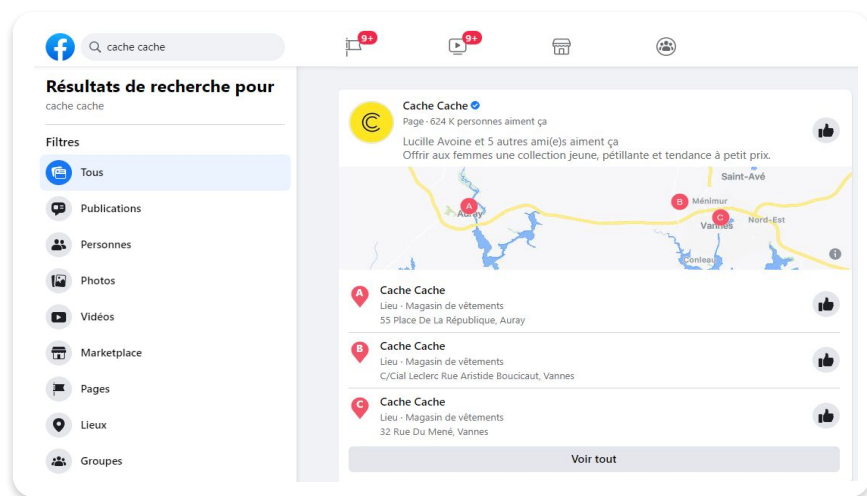 cache cache
9+
9+
Résultats de recherche pour
cache cache
Filtres
Tous
Publications
Personnes
Photos
Vidéos
Marketplace
Pages
Lieux
Groupes
Cache Cache
Page · 624 K personnes aiment ça
Lucille Avoine et 5 autres ami(e)s aiment ça
Offrir aux femmes une collection jeune, pétillante et tendance à petit prix.
Saint-Avé
A
Auray
B
Ménimur
C
Vannes
Nord-Est
Conleau
A
Cache Cache
Lieu · Magasin de vêtements
55 Place De La République, Auray
B
Cache Cache
Lieu · Magasin de vêtements
C/Cial Leclerc Rue Aristide Boucicaut, Vannes
C
Cache Cache
Lieu · Magasin de vêtements
32 Rue Du Mené, Vannes
Voir tout